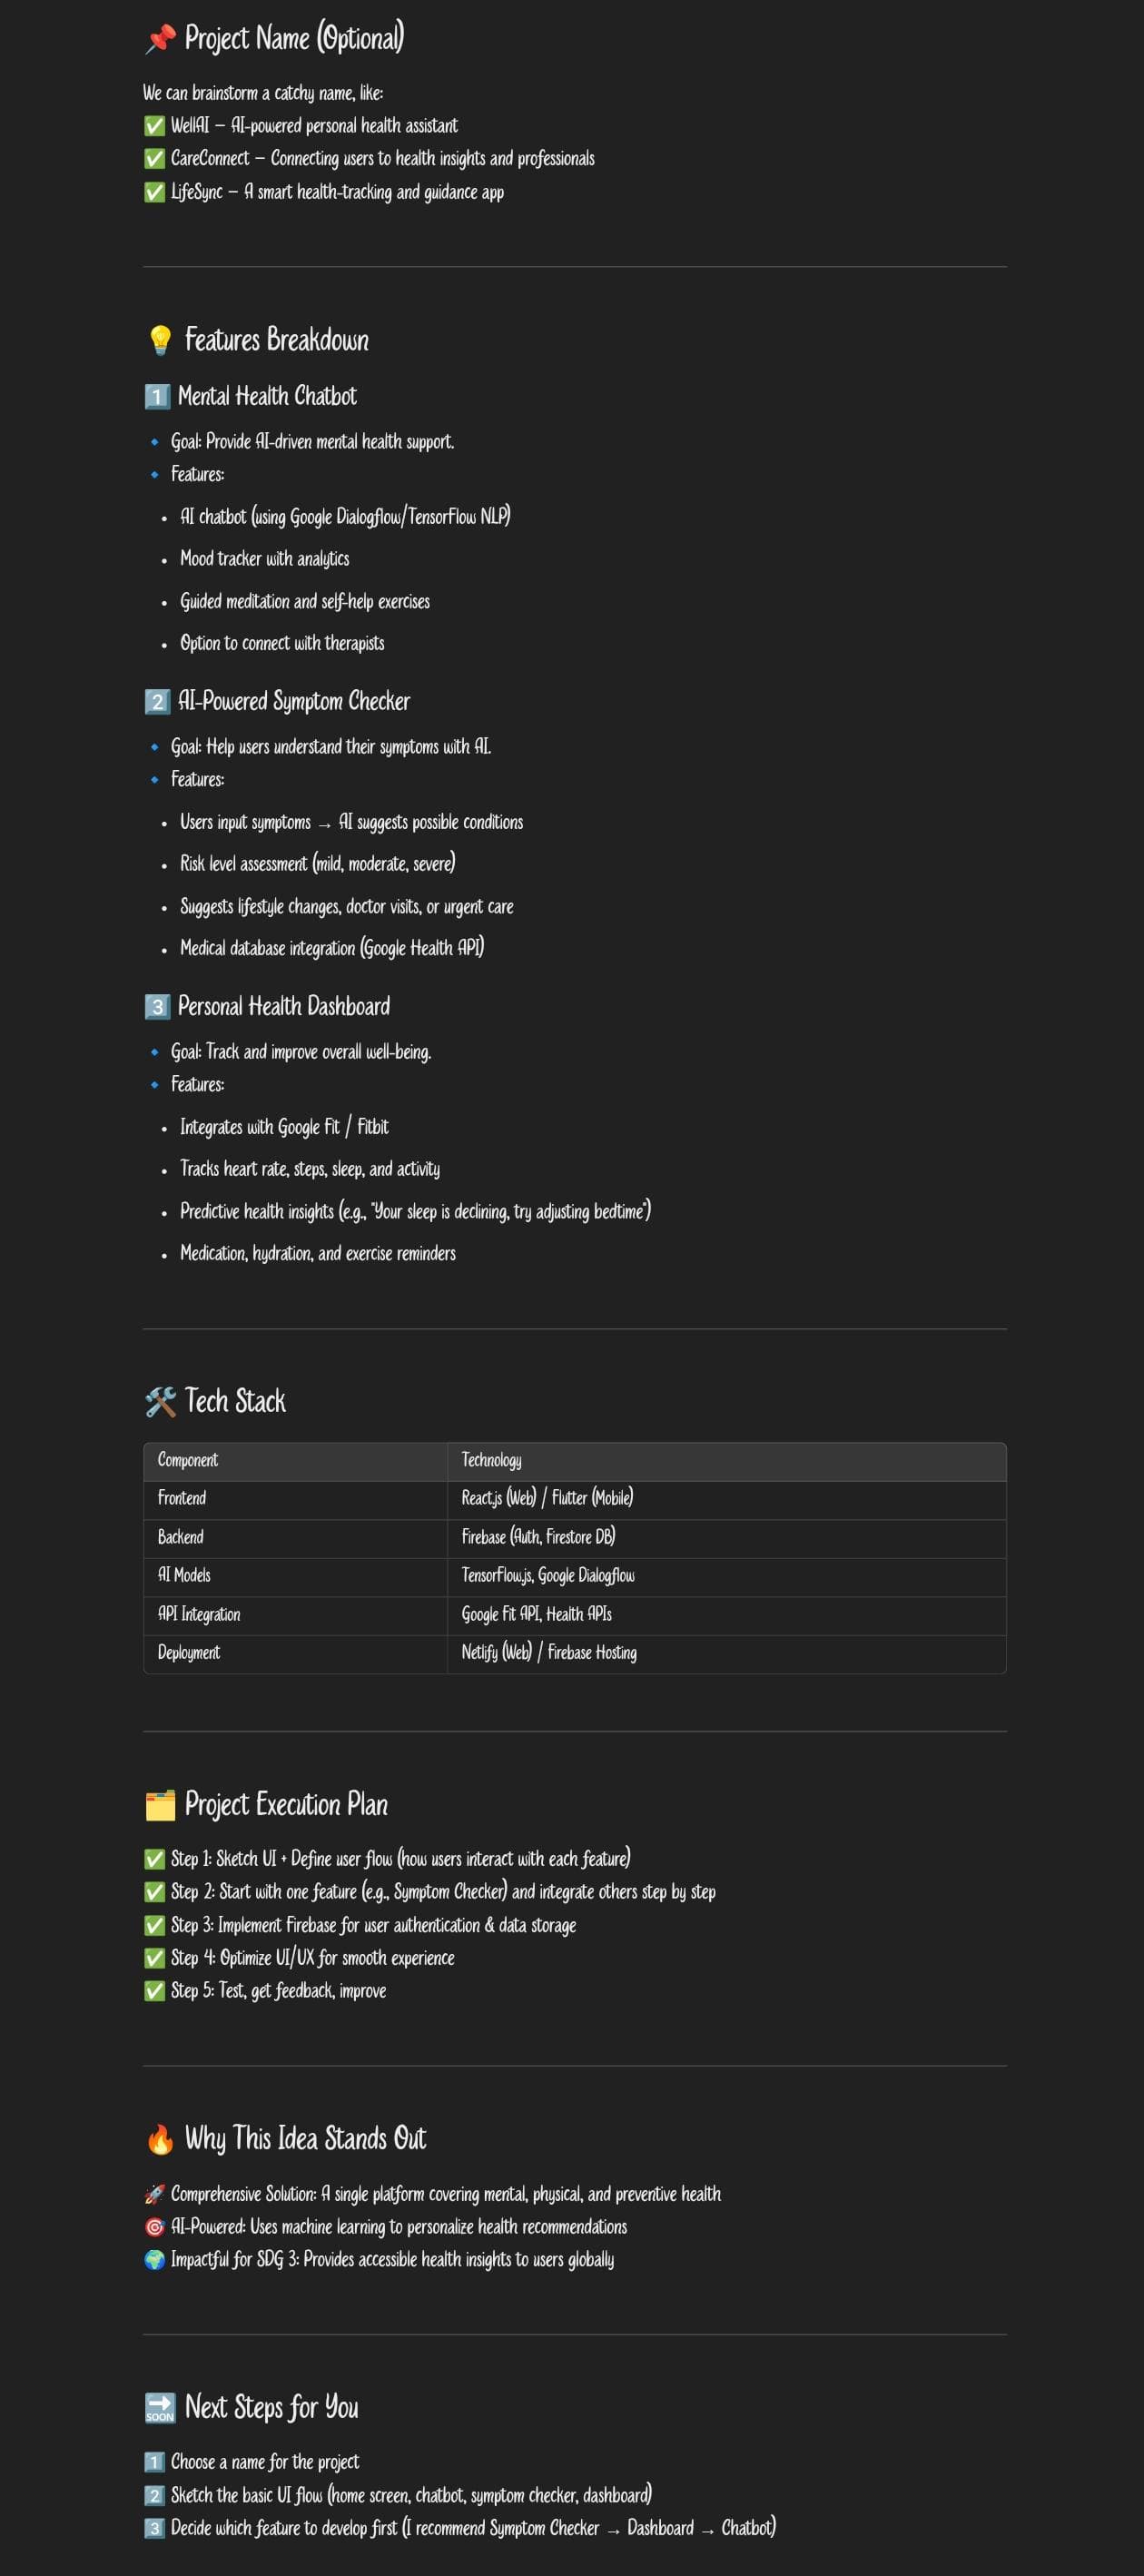 📌 Project Name (Optional)
We can brainstorm a catchy name, like:
✅ WellAI – AI-powered personal health assistant
✅ CareConnect – Connecting users to health insights and professionals
✅ LifeSync – A smart health-tracking and guidance app
💡 Features Breakdown
1️⃣ Mental Health Chatbot
🔹 Goal: Provide AI-driven mental health support.
🔹 Features:
• AI chatbot (using Google Dialogflow/TensorFlow NLP)
• Mood tracker with analytics
• Guided meditation and self-help exercises
• Option to connect with therapists
2️⃣ AI-Powered Symptom Checker
🔹 Goal: Help users understand their symptoms with AI.
🔹 Features:
• Users input symptoms → AI suggests possible conditions
• Risk level assessment (mild, moderate, severe)
• Suggests lifestyle changes, doctor visits, or urgent care
• Medical database integration (Google Health API)
3️⃣ Personal Health Dashboard
🔹 Goal: Track and improve overall well-being.
🔹 Features:
• Integrates with Google Fit / Fitbit
• Tracks heart rate, steps, sleep, and activity
• Predictive health insights (e.g., "Your sleep is declining, try adjusting bedtime")
• Medication, hydration, and exercise reminders
🛠️ Tech Stack
Component Technology
Frontend React.js (Web) / Flutter (Mobile)
Backend Firebase (Auth, Firestore DB)
AI Models TensorFlow.js, Google Dialogflow
API Integration Google Fit API, Health APIs
Deployment Netlify (Web) / Firebase Hosting
🗂️ Project Execution Plan
✅ Step 1: Sketch UI + Define user flow (how users interact with each feature)
✅ Step 2: Start with one feature (e.g., Symptom Checker) and integrate others step by step
✅ Step 3: Implement Firebase for user authentication & data storage
✅ Step 4: Optimize UI/UX for smooth experience
✅ Step 5: Test, get feedback, improve
🔥 Why This Idea Stands Out
🚀 Comprehensive Solution: A single platform covering mental, physical, and preventive health
🎯 AI-Powered: Uses machine learning to personalize health recommendations
🌍 Impactful for SDG 3: Provides accessible health insights to users globally
🔜 Next Steps for You
1️⃣ Choose a name for the project
2️⃣ Sketch the basic UI flow (home screen, chatbot, symptom checker, dashboard)
3️⃣ Decide which feature to develop first (I recommend Symptom Checker → Dashboard → Chatbot)